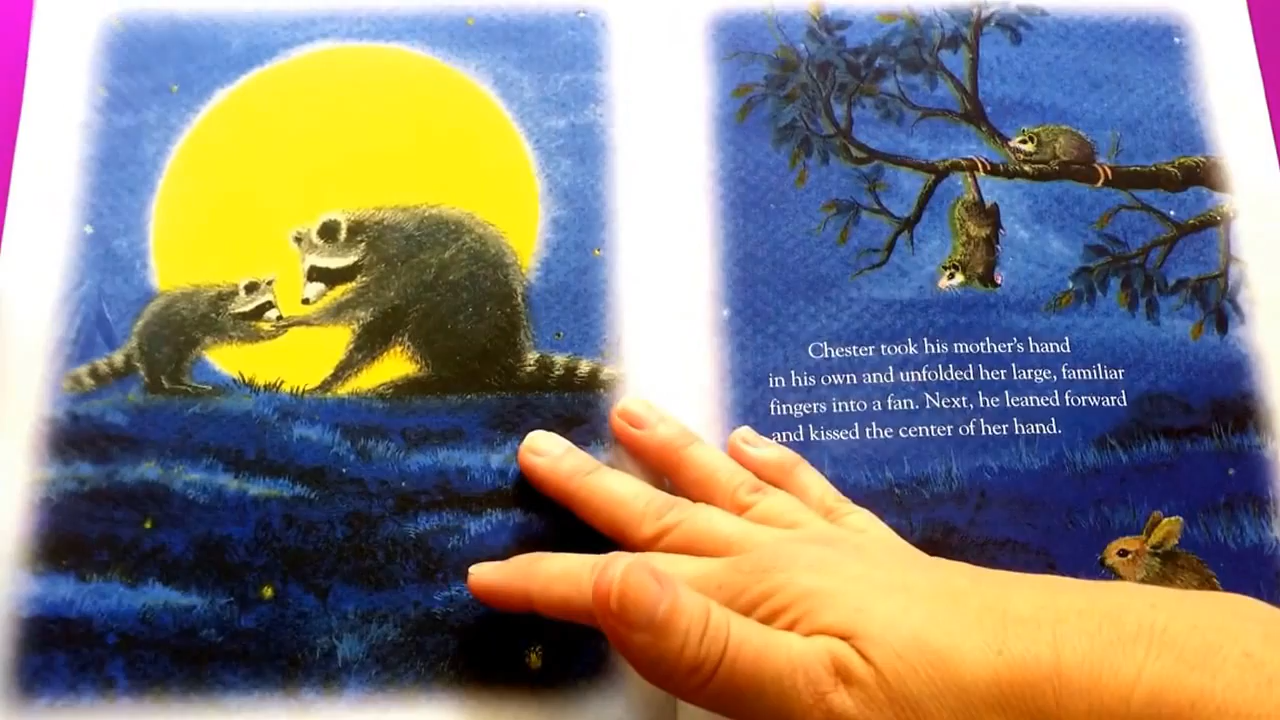 Chester took his mother's hand
in his own and unfolded her large, familiar
fingers into a fan. Next, he leaned forward
and kissed the center of her hand.